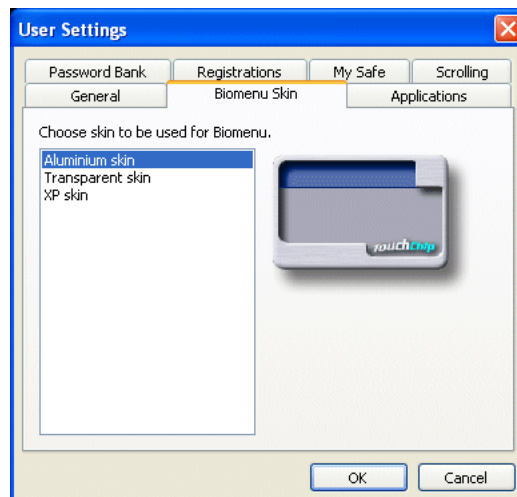 User Settings
Password Bank Registrations My Safe Scrolling
General Biomenu Skin Applications
Choose skin to be used for Biomenu.
Aluminium skin
Transparent skin
XP skin
touchchip
OK Cancel